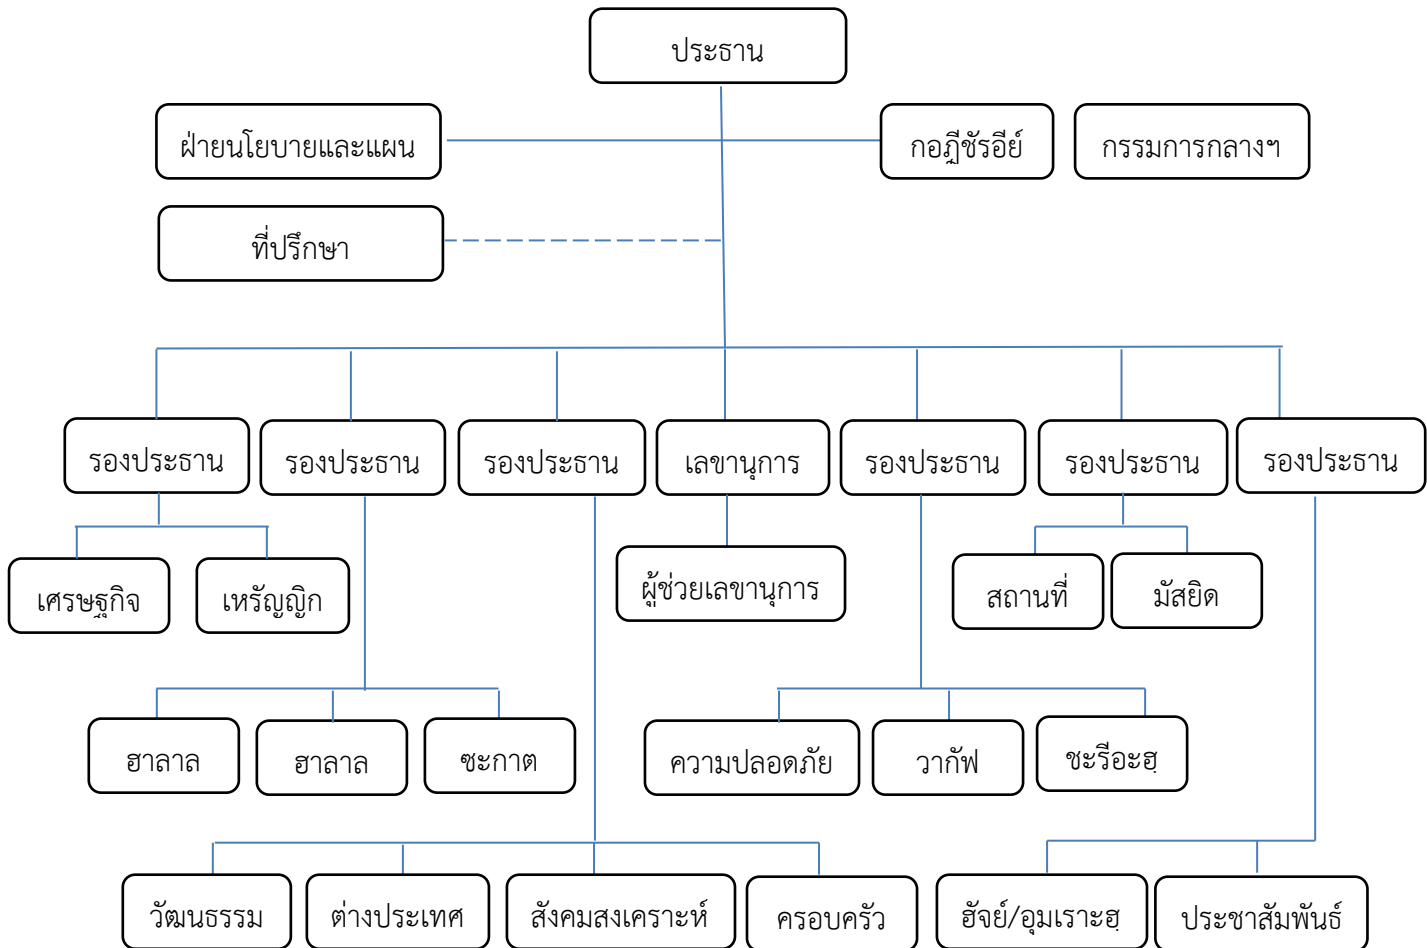 ประธาน
ฝ่ายนโยบายและแผน
กอฎีชัรอีย์
กรรมการกลางฯ
ที่ปรึกษา
รองประธาน
รองประธาน
รองประธาน
เลขานุการ
รองประธาน
รองประธาน
รองประธาน
เศรษฐกิจ
เหรัญญิก
ผู้ช่วยเลขานุการ
สถานที่
มัสยิด
ฮาลาล
ฮาลาล
ซะกาต
ความปลอดภัย
วากัฟ
ชะรีอะฮฺ
วัฒนธรรม
ต่างประเทศ
สังคมสงเคราะห์
ครอบครัว
ฮัจย์/อุมเราะฮฺ
ประชาสัมพันธ์